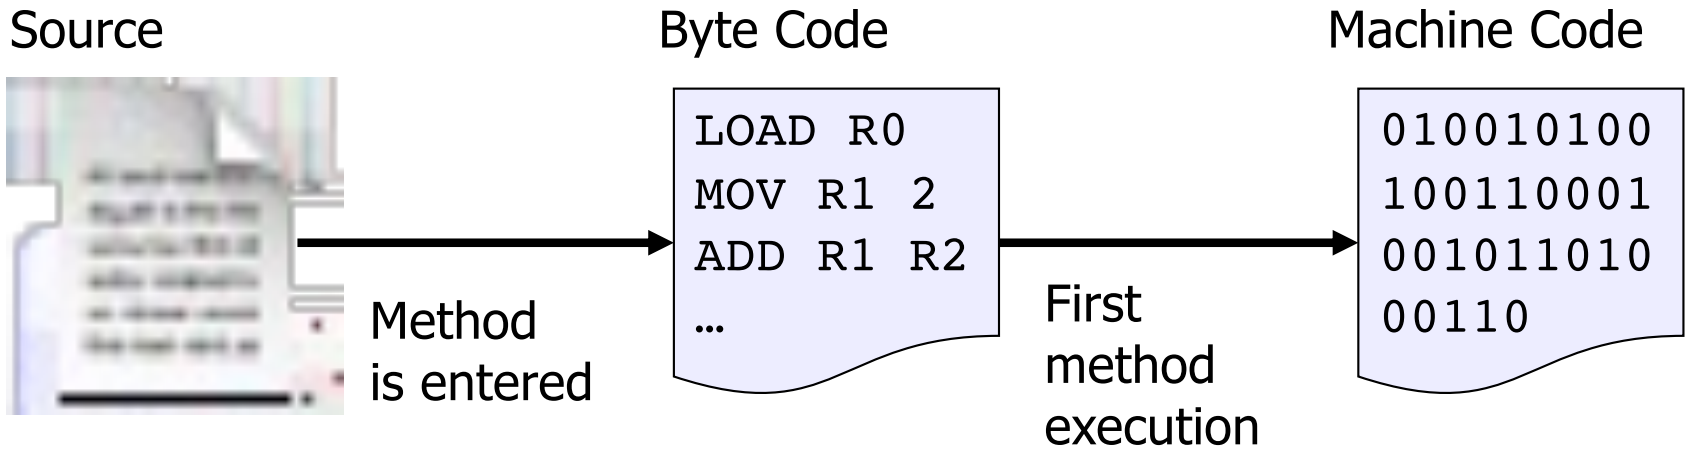 Source
Byte Code
Machine Code
LOAD R0
MOV R1 2
ADD R1 R2
…
010010100
100110001
001011010
00110
Method
is entered
First
method
execution